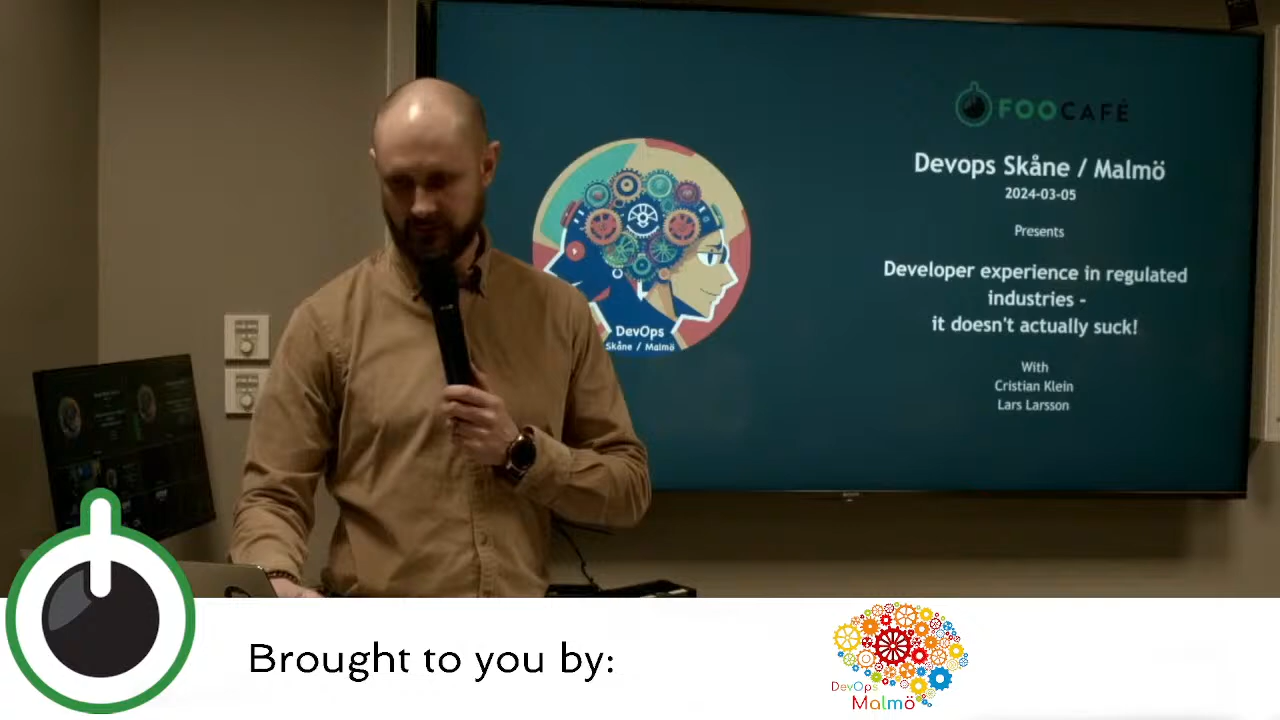 FOOCAFÉ
Devops Skåne / Malmö
2024-03-05
Presents
Developer experience in regulated
industries -
it doesn't actually suck!
With
Cristian Klein
Lars Larsson
DevOps
Skåne / Malmö
Brought to you by:
DevOps
Malmö